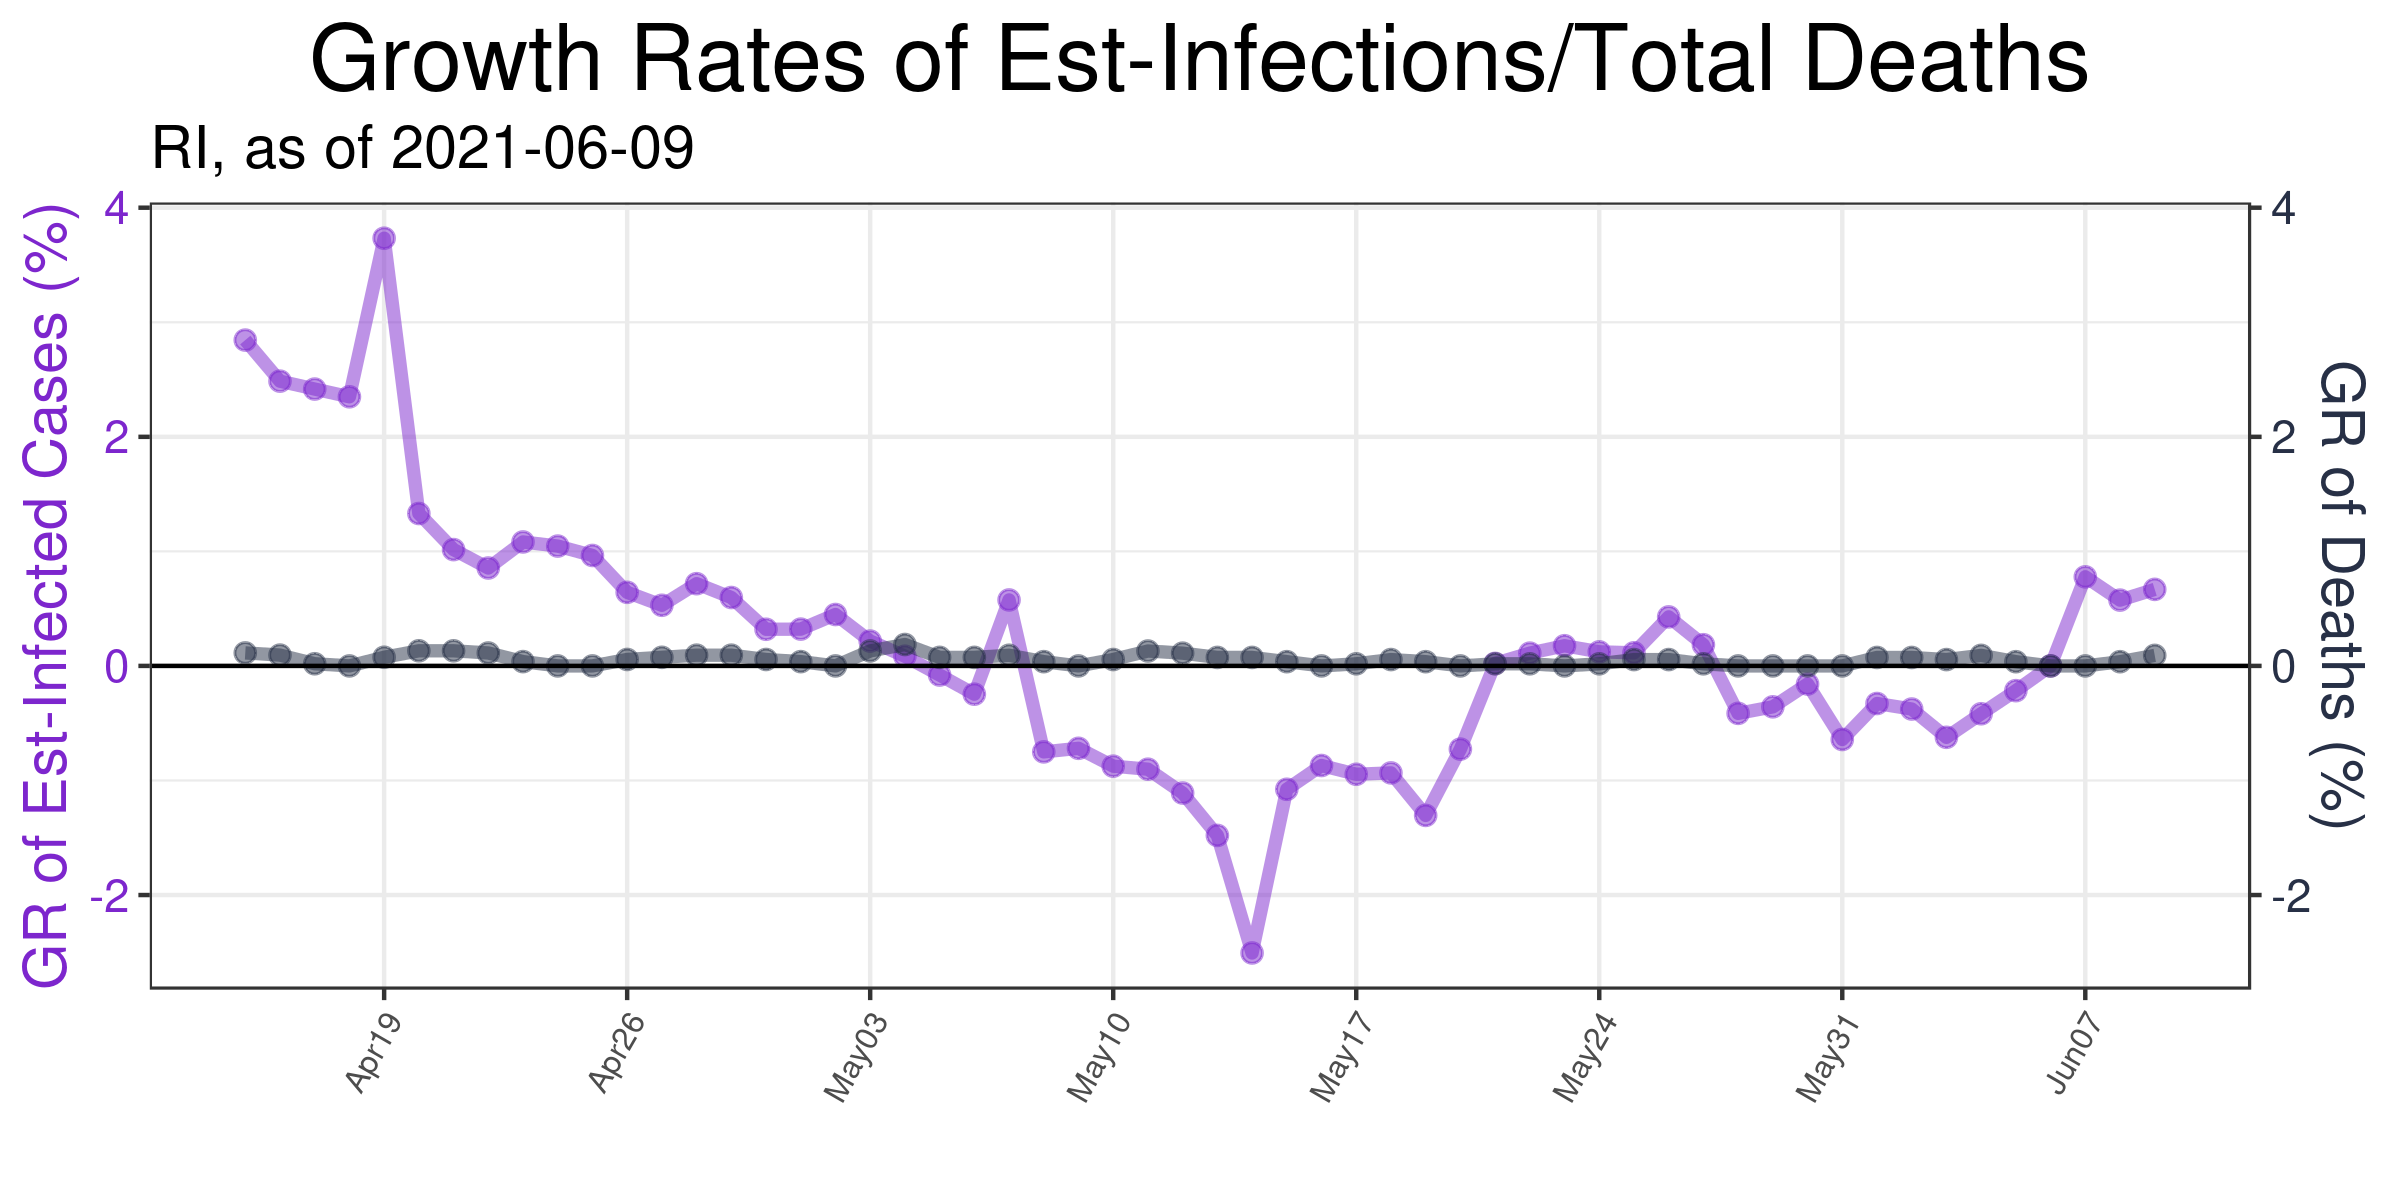 Growth Rates of Est-Infections/Total Deaths
RI, as of 2021-06-09
GR of Est-Infected Cases (%)
4
2
0
-2
4
2
0
-2
GR of Deaths (%)
Apr19
Apr26
May03
May10
May17
May24
May31
Jun07